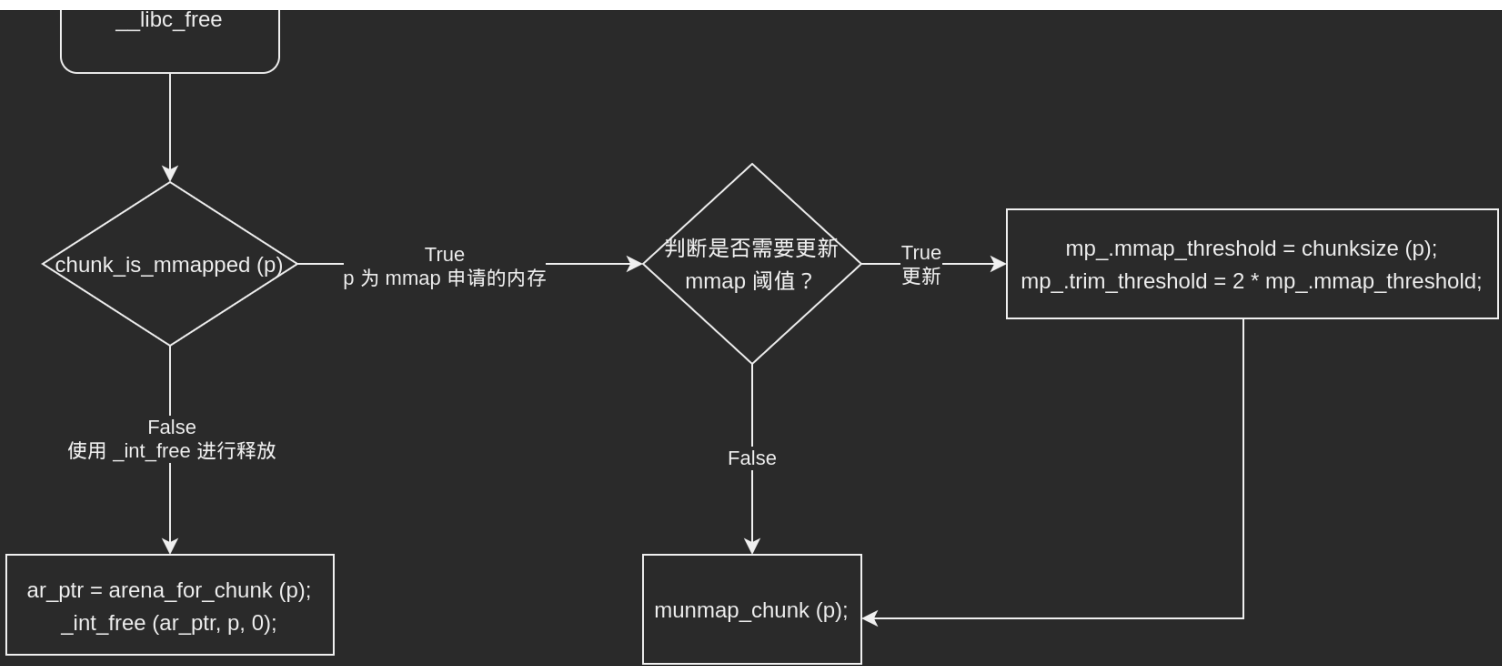 __libc_free
chunk_is_mmapped (p)
True
p 为 mmap 申请的内存
判断是否需要更新
mmap 阈值？
True
更新
mp_.mmap_threshold = chunksize (p);
mp_.trim_threshold = 2 * mp_.mmap_threshold;
False
使用 _int_free 进行释放
False
ar_ptr = arena_for_chunk (p);
_int_free (ar_ptr, p, 0);
munmap_chunk (p);